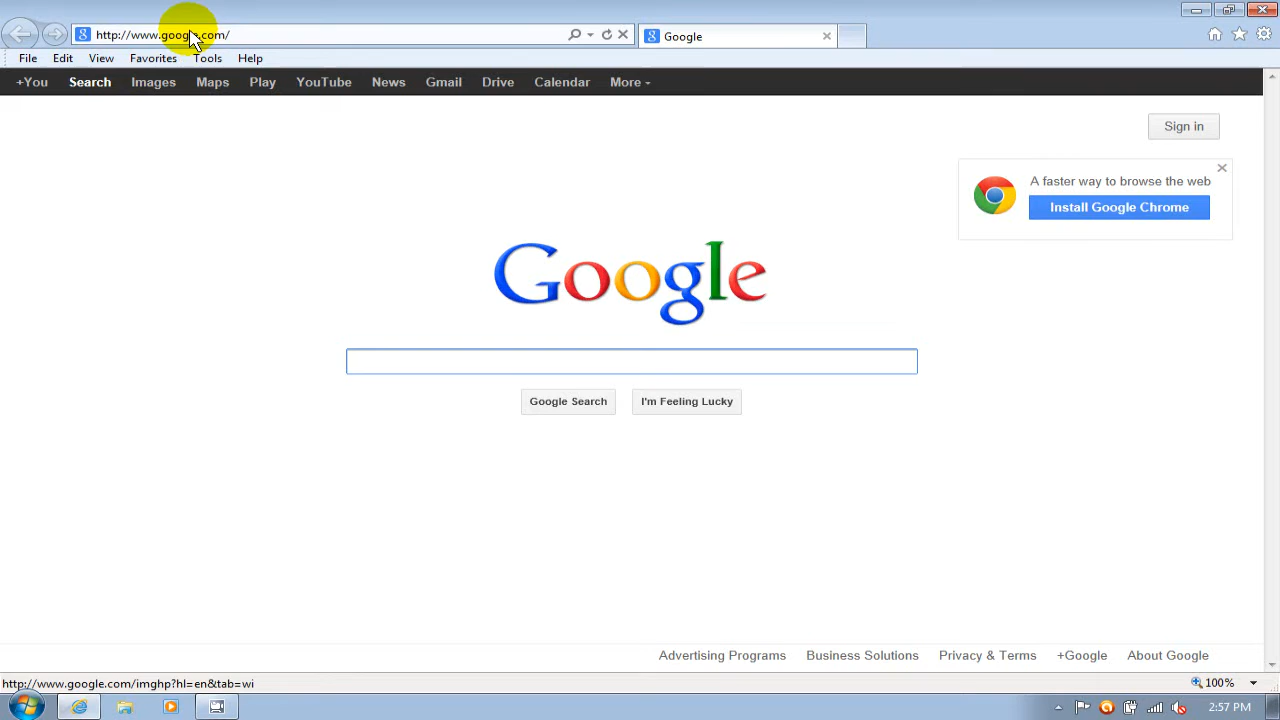 http://www.google.com/
Google
File Edit View Favorites Tools Help
+You Search Images Maps Play YouTube News Gmail Drive Calendar More
Sign in
A faster way to browse the web
Install Google Chrome
Google
Google Search I'm Feeling Lucky
Advertising Programs Business Solutions Privacy & Terms +Google About Google
http://www.google.com/imghp?hl=en&tab=wi
100%
2:57 PM